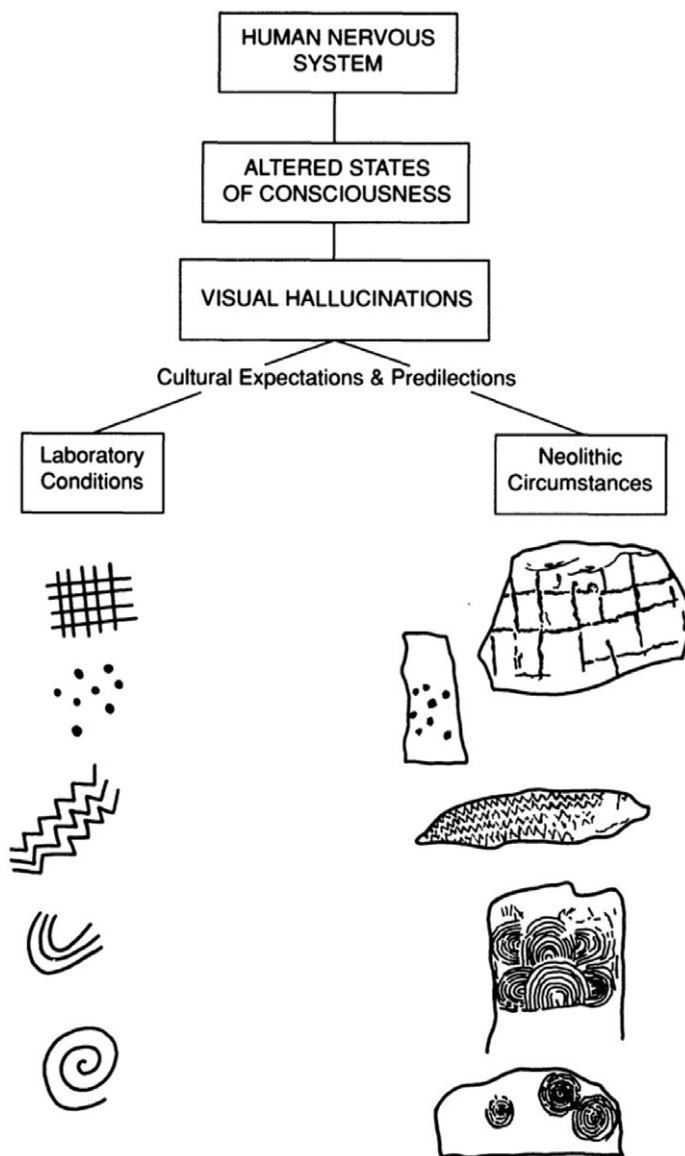 HUMAN NERVOUS
SYSTEM
ALTERED STATES
OF CONSCIOUSNESS
VISUAL HALLUCINATIONS
Cultural Expectations & Predilections
Laboratory
Conditions
Neolithic
Circumstances